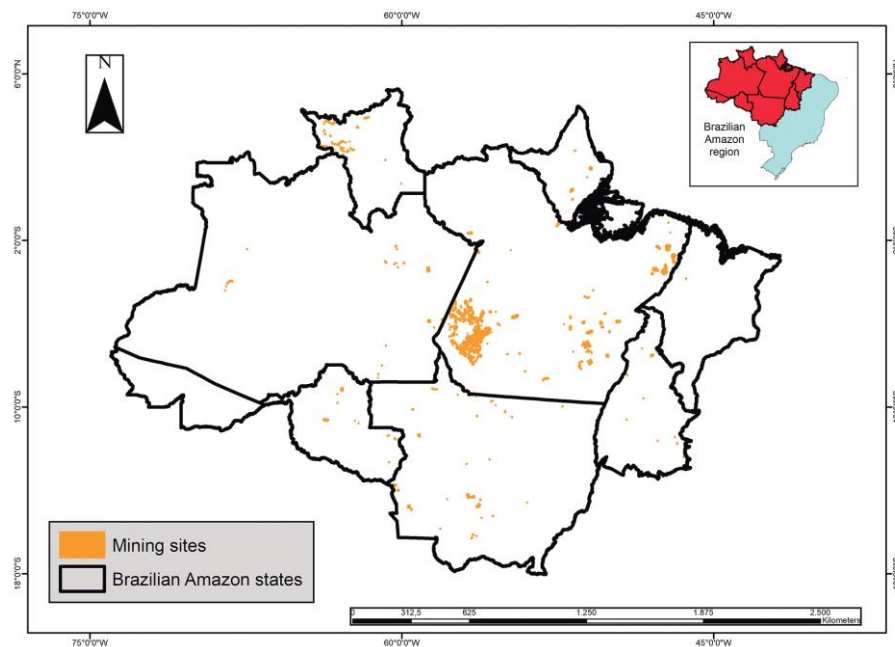 75°0'0"W 60°0'0"W 45°0'0"W
6°0'N
N
Brazilian
Amazon
region
2°0'0"S
10°0'0"S
18°0'0"S
Mining sites
Brazilian Amazon states
0 312,5 625 1.250 1.875 2.500
Kilometers
75°0'0"W 60°0'0"W 45°0'0"W